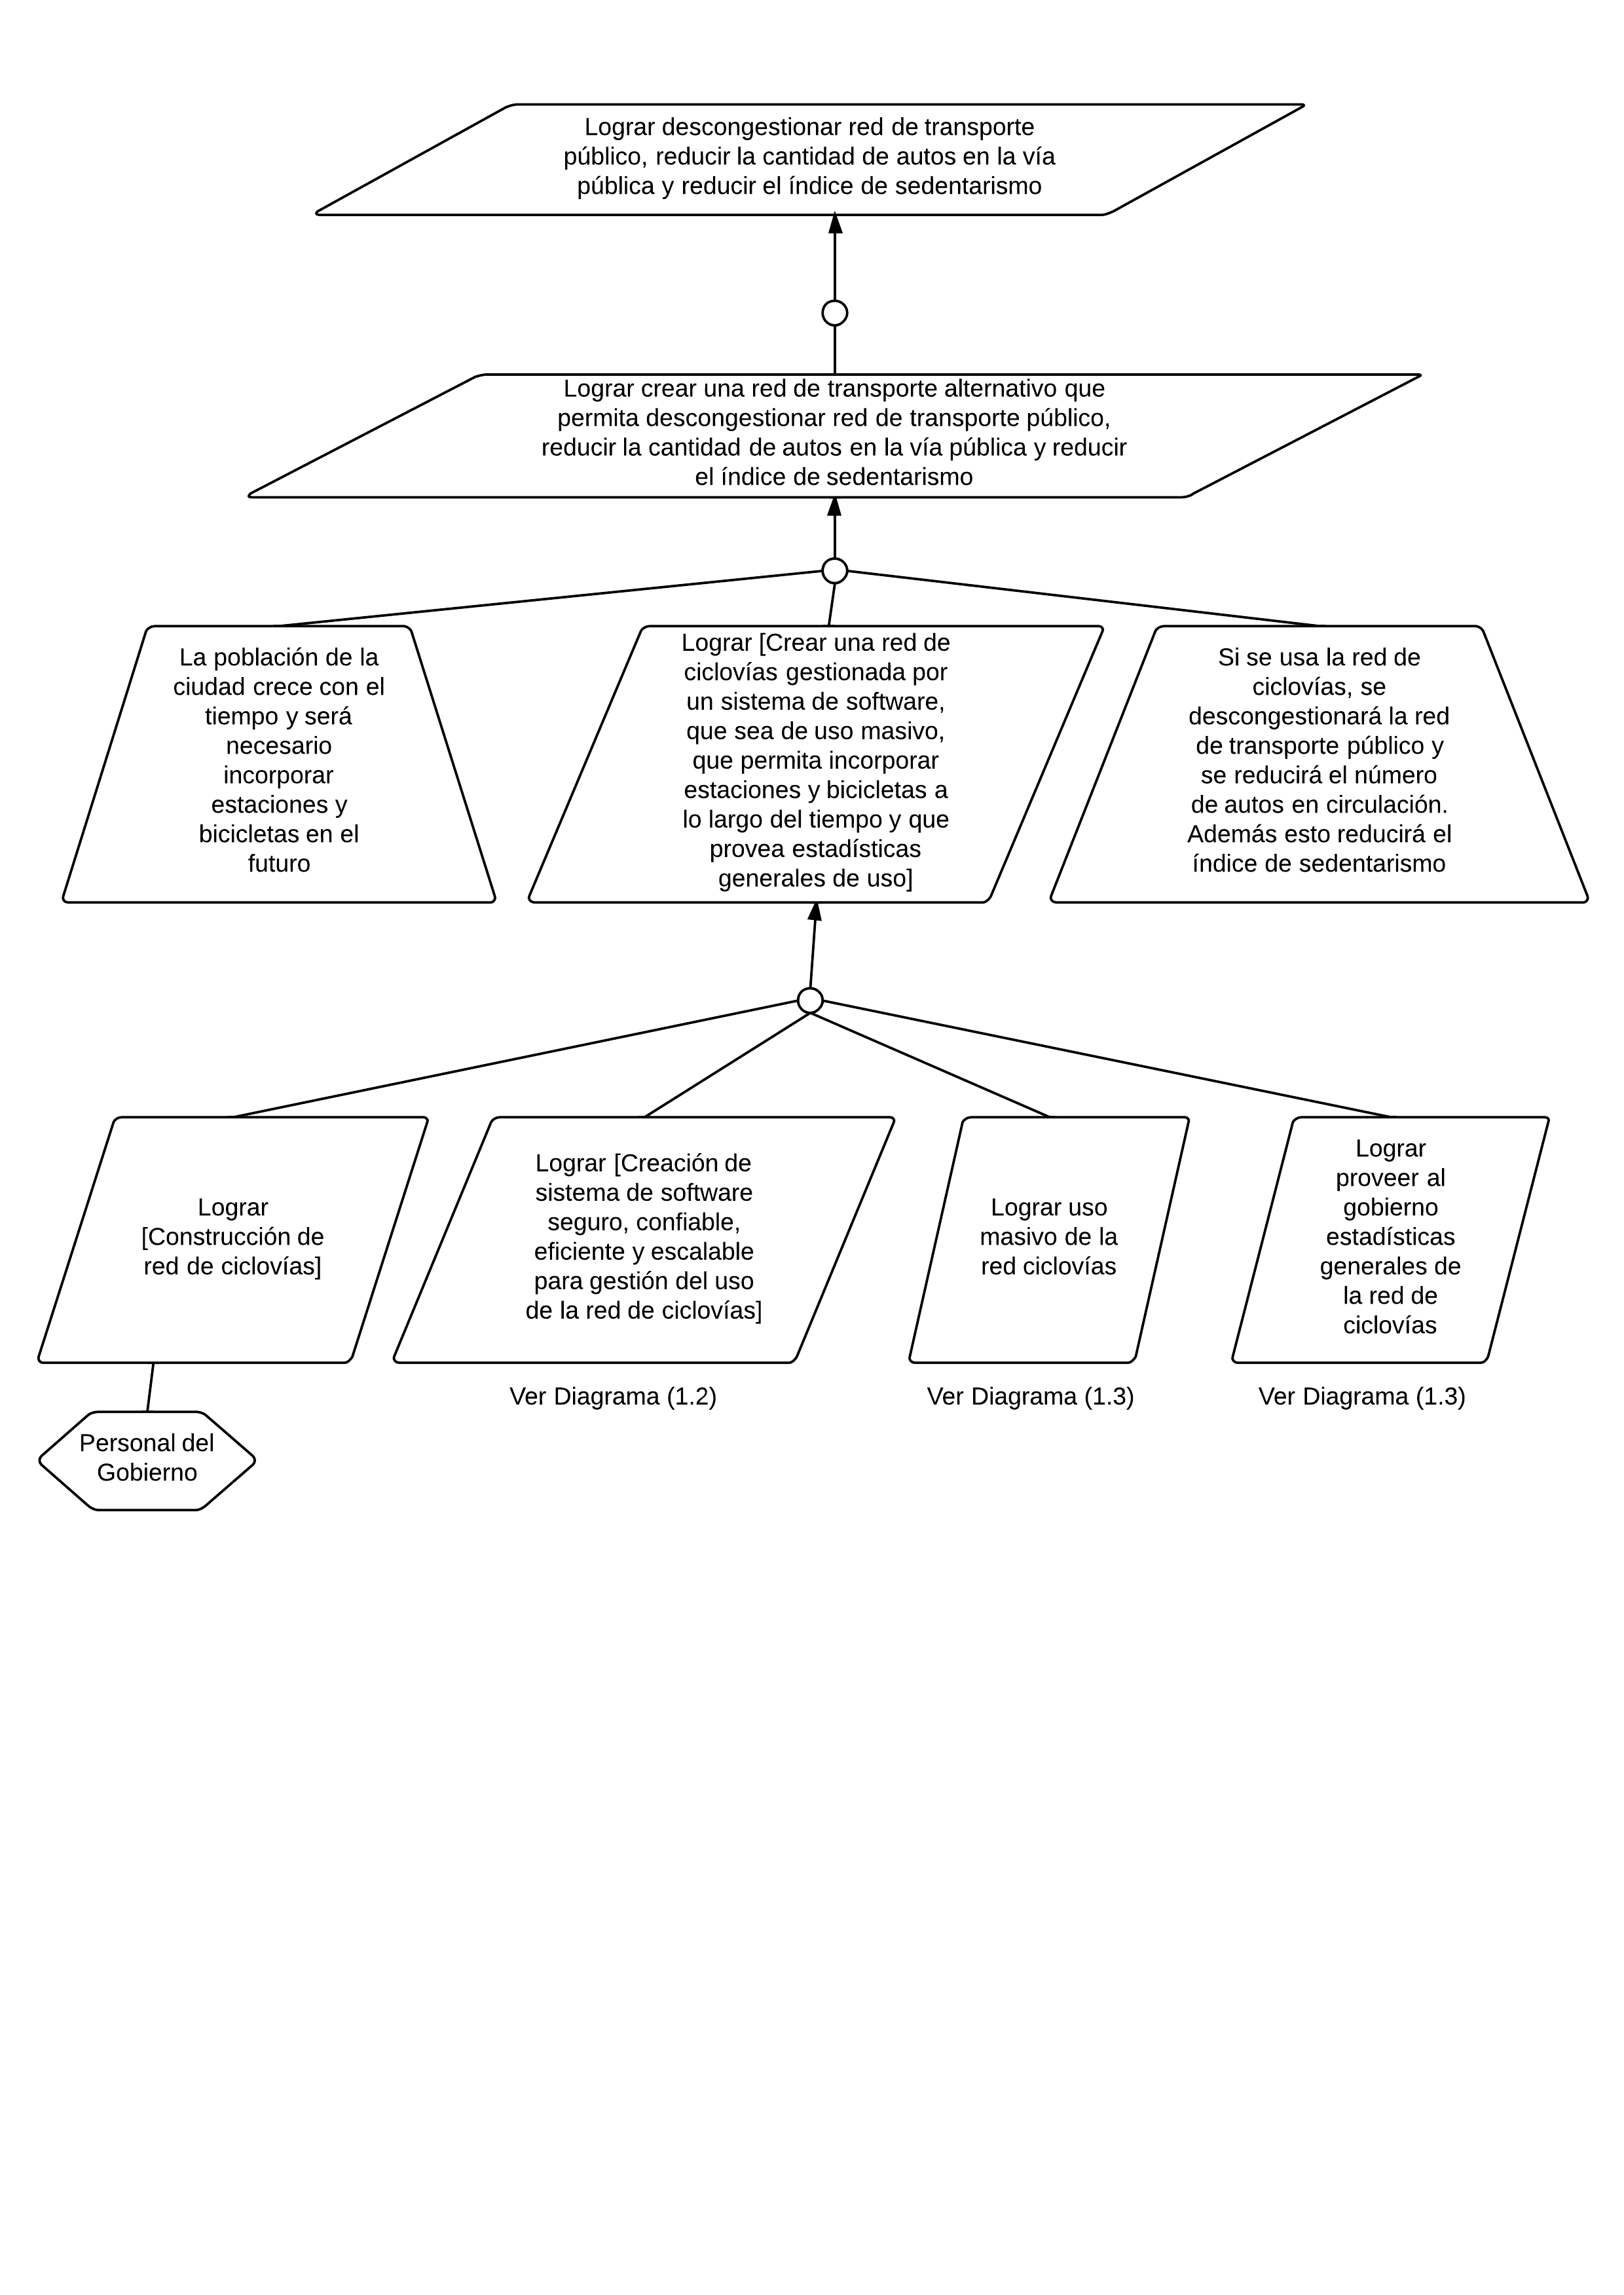 Lograr descongestionar red de transporte
público, reducir la cantidad de autos en la vía
pública y reducir el índice de sedentarismo
Lograr crear una red de transporte alternativo que
permita descongestionar red de transporte público,
reducir la cantidad de autos en la vía pública y reducir
el índice de sedentarismo
La población de la
ciudad crece con el
tiempo y será
necesario
incorporar
estaciones y
bicicletas en el
futuro
Lograr [Crear una red de
ciclovías gestionada por
un sistema de software,
que sea de uso masivo,
que permita incorporar
estaciones y bicicletas a
lo largo del tiempo y que
provea estadísticas
generales de uso]
Si se usa la red de
ciclovías, se
descongestionará la red
de transporte público y
se reducirá el número
de autos en circulación.
Además esto reducirá el
índice de sedentarismo
Lograr
[Construcción de
red de ciclovías]
Lograr [Creación de
sistema de software
seguro, confiable,
eficiente y escalable
para gestión del uso
de la red de ciclovías]
Lograr uso
masivo de la
red ciclovías
Lograr
proveer al
gobierno
estadísticas
generales de
la red de
ciclovías
Ver Diagrama (1.2)
Ver Diagrama (1.3)
Ver Diagrama (1.3)
Personal del
Gobierno